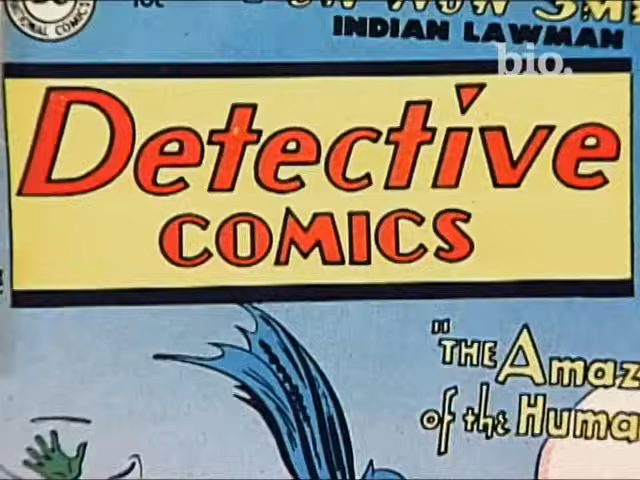 INDIAN LAWMAN
bio.
Detective
COMICS
"THE Amaz
of the Huma